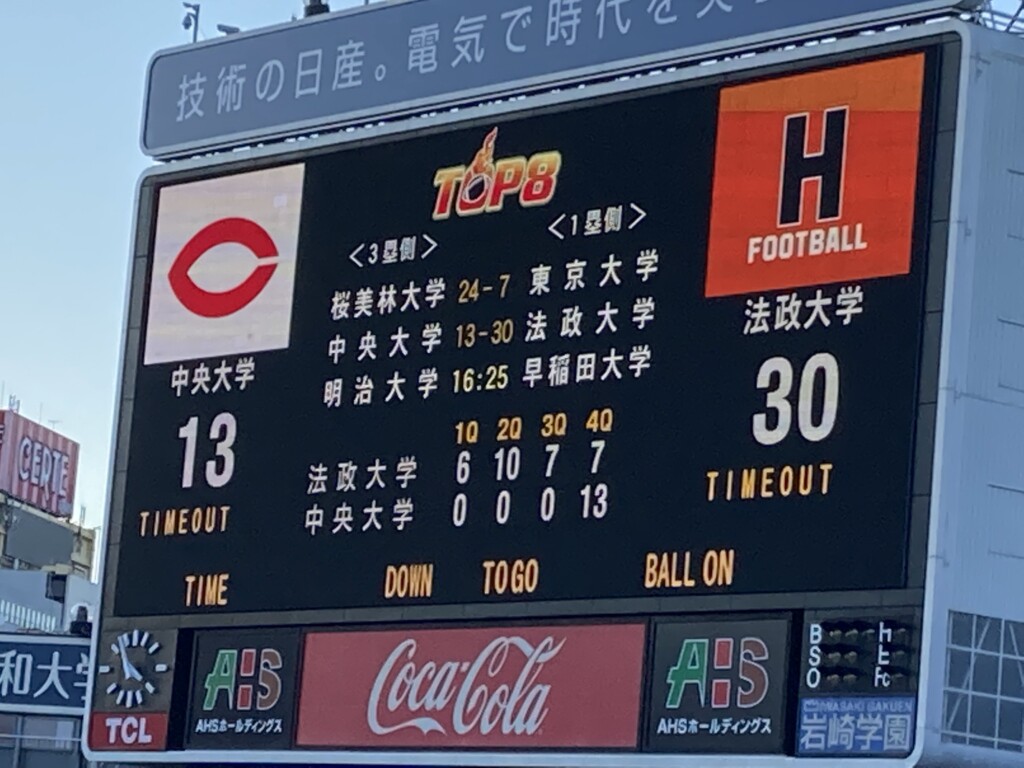 技術の日産。電気で時代を
TOP8
<3塁側> <1塁側>
桜美林大学 24-7 東京大学
中央大学 13-30 法政大学
明治大学 16:25 早稲田大学
C
中央大学
13
TIMEOUT
H
FOOTBALL
法政大学
30
TIMEOUT
1Q 2Q 3Q 4Q
法政大学 6 10 7 7
中央大学 0 0 0 13
TIME DOWN TOGO BALL ON
CERTE
和大学
TCL
AHS
AHSホールディングス
Coca-Cola
AHS
AHSホールディングス
B H
S E
O Fc
IWASAKI GAKUEN
岩崎学園